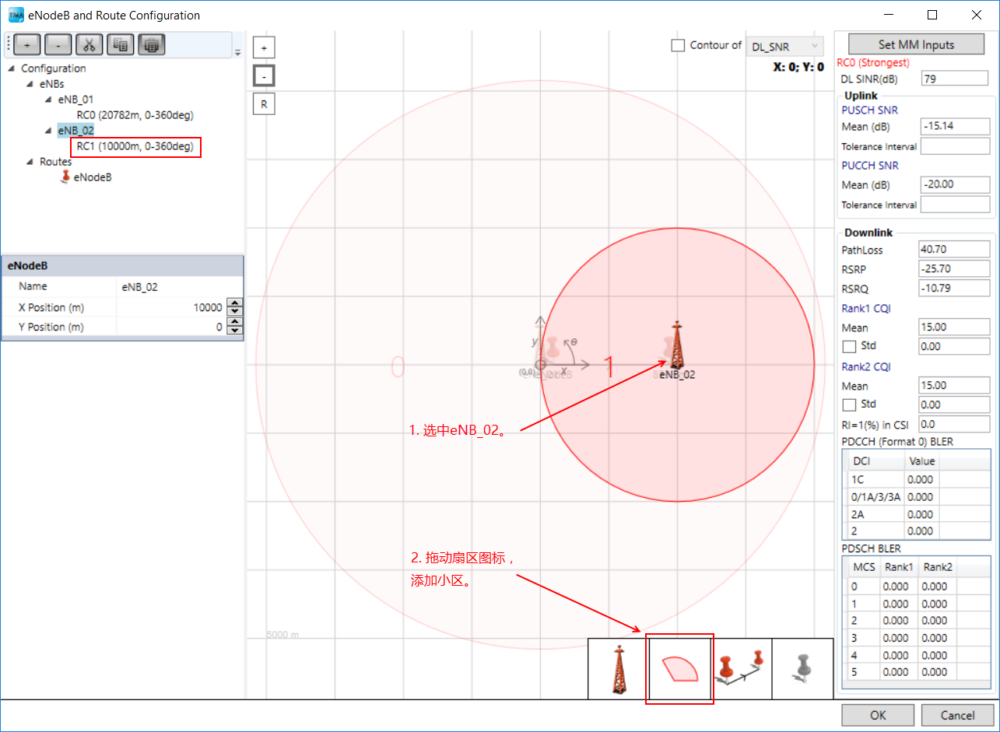 TMA eNodeB and Route Configuration
+ -
Configuration
eNBs
eNB_01
RC0 (20782m, 0-360deg)
eNB_02
RC1 (10000m, 0-360deg)
Routes
eNodeB
eNodeB
Name eNB_02
X Position (m) 10000
Y Position (m) 0
+
-
R
Contour of DL_SNR
X: 0; Y: 0
0
1
y
θ
x
(0,0)
eNB_02
1. 选中eNB_02。
2. 拖动扇区图标，
添加小区。
5000 m
Set MM Inputs
RC0 (Strongest)
DL SINR(dB) 79
Uplink
PUSCH SNR
Mean (dB) -15.14
Tolerance Interval
PUCCH SNR
Mean (dB) -20.00
Tolerance Interval
Downlink
PathLoss 40.70
RSRP -25.70
RSRQ -10.79
Rank1 CQI
Mean 15.00
Std 0.00
Rank2 CQI
Mean 15.00
Std 0.00
RI=1(%) in CSI 0.0
PDCCH (Format 0) BLER
DCI Value
1C 0.000
0/1A/3/3A 0.000
2A 0.000
2 0.000
PDSCH BLER
MCS Rank1 Rank2
0 0.000 0.000
1 0.000 0.000
2 0.000 0.000
3 0.000 0.000
4 0.000 0.000
5 0.000 0.000
OK Cancel